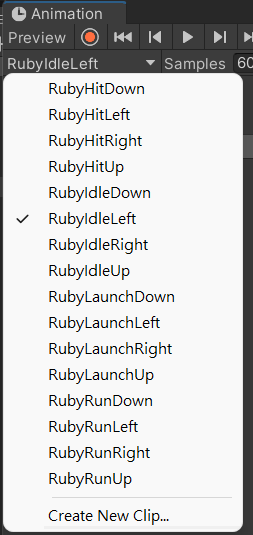 Animation
Preview
RubyIdleLeft Samples 60
RubyHitDown
RubyHitLeft
RubyHitRight
RubyHitUp
RubyIdleDown
RubyIdleLeft
RubyIdleRight
RubyIdleUp
RubyLaunchDown
RubyLaunchLeft
RubyLaunchRight
RubyLaunchUp
RubyRunDown
RubyRunLeft
RubyRunRight
RubyRunUp
Create New Clip...